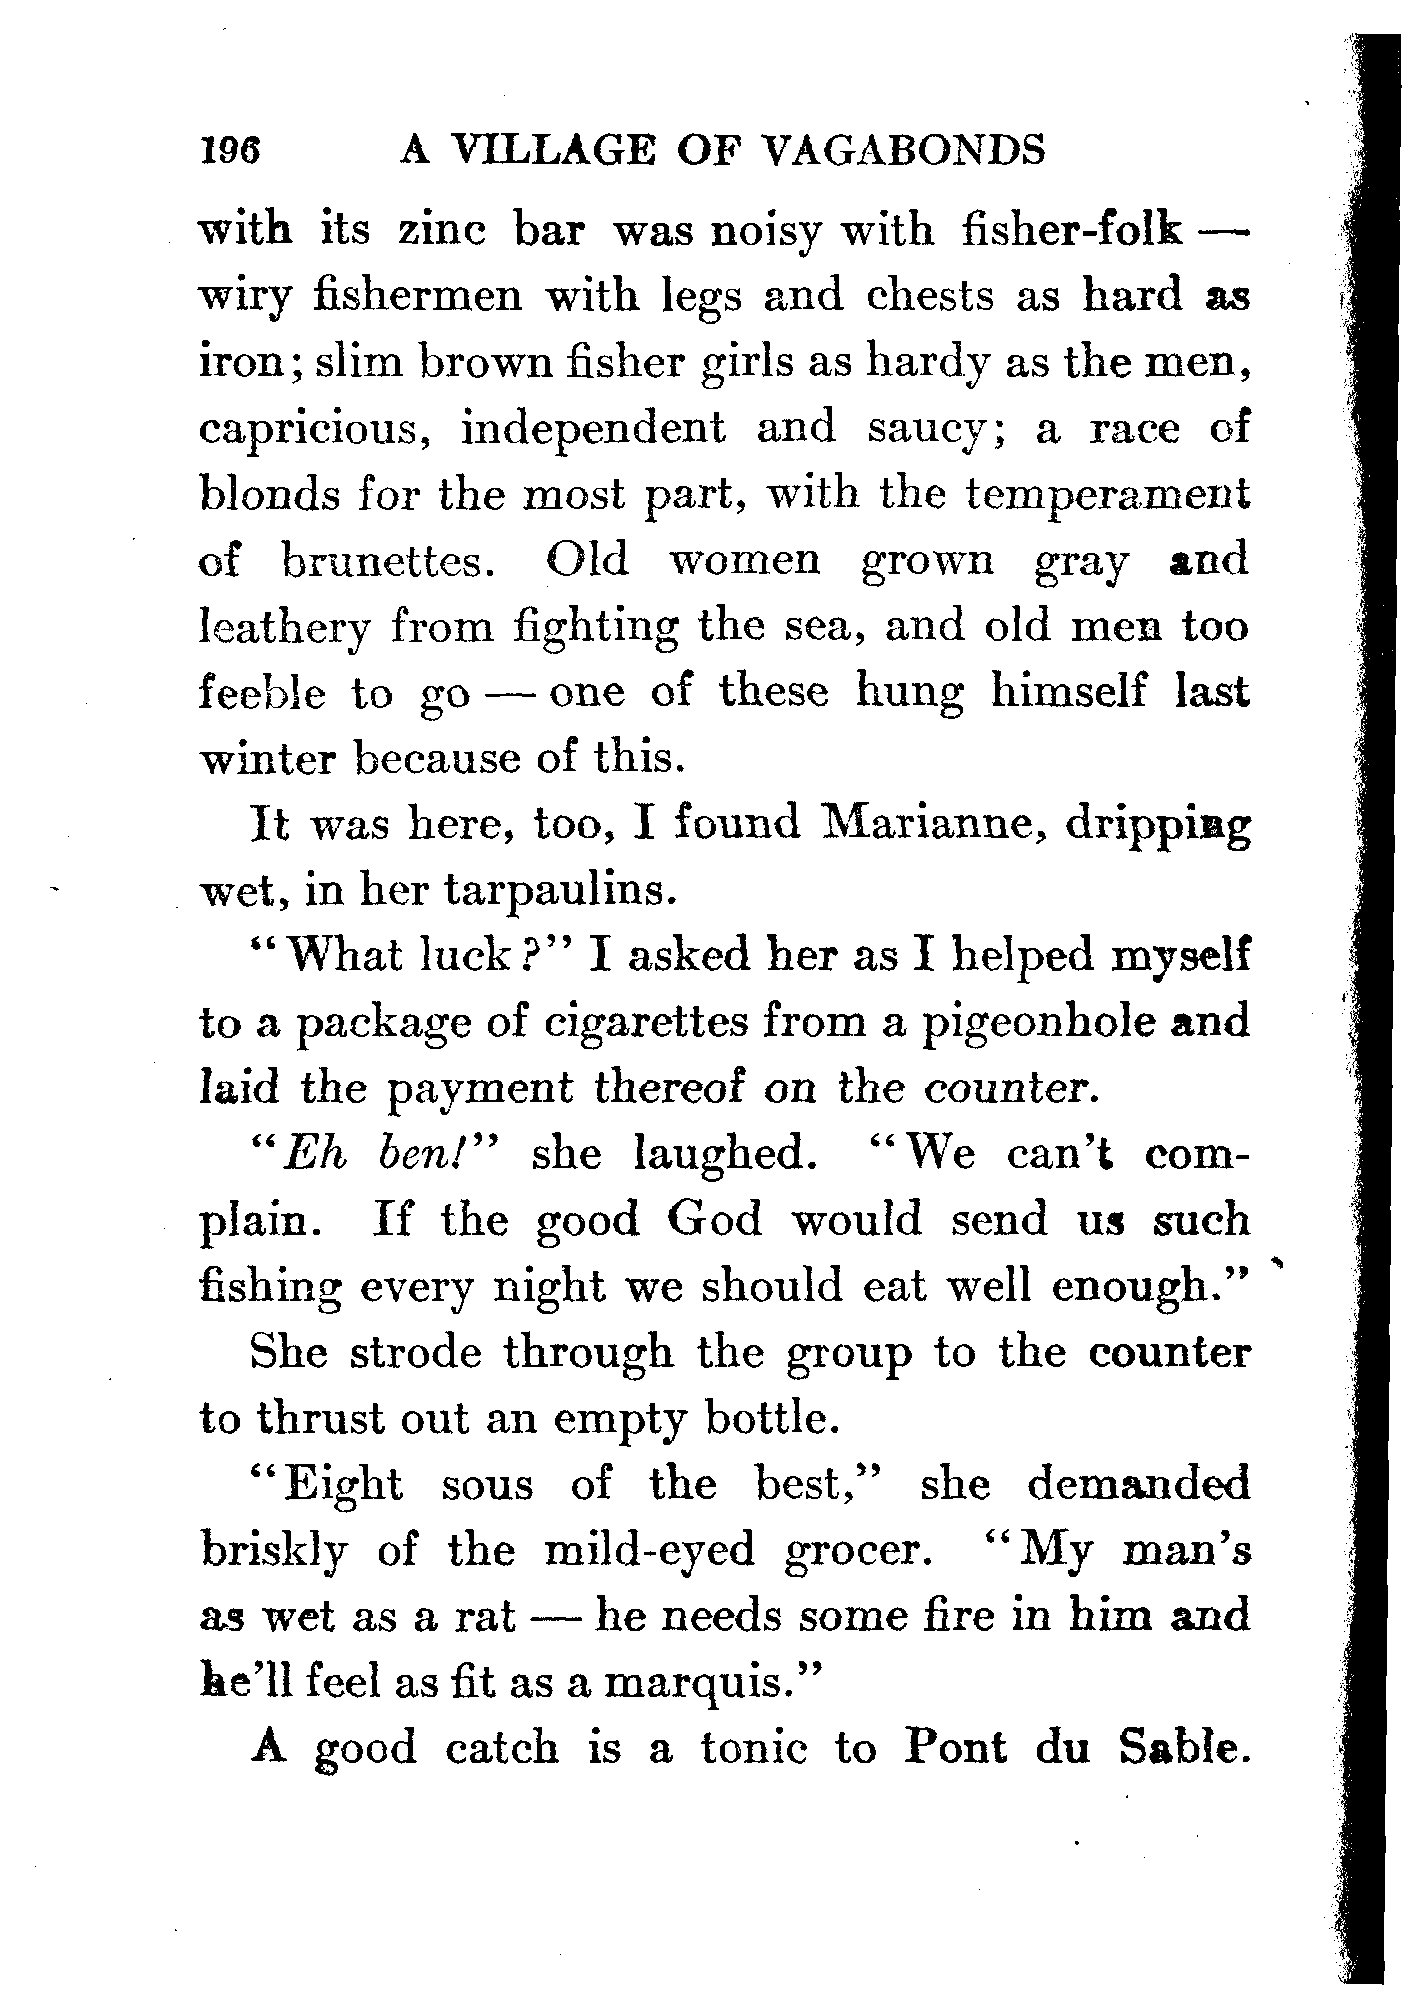 196 A VILLAGE OF VAGABONDS
with its zinc bar was noisy with fisher-folk —
wiry fishermen with legs and chests as hard as
iron; slim brown fisher girls as hardy as the men,
capricious, independent and saucy; a race of
blonds for the most part, with the temperament
of brunettes. Old women grown gray and
leathery from fighting the sea, and old men too
feeble to go — one of these hung himself last
winter because of this.
It was here, too, I found Marianne, dripping
wet, in her tarpaulins.
“What luck?” I asked her as I helped myself
to a package of cigarettes from a pigeonhole and
laid the payment thereof on the counter.
“Eh ben!” she laughed. “We can’t com-
plain. If the good God would send us such
fishing every night we should eat well enough.”
She strode through the group to the counter
to thrust out an empty bottle.
“Eight sous of the best,” she demanded
briskly of the mild-eyed grocer. “My man’s
as wet as a rat — he needs some fire in him and
he’ll feel as fit as a marquis.”
A good catch is a tonic to Pont du Sable.